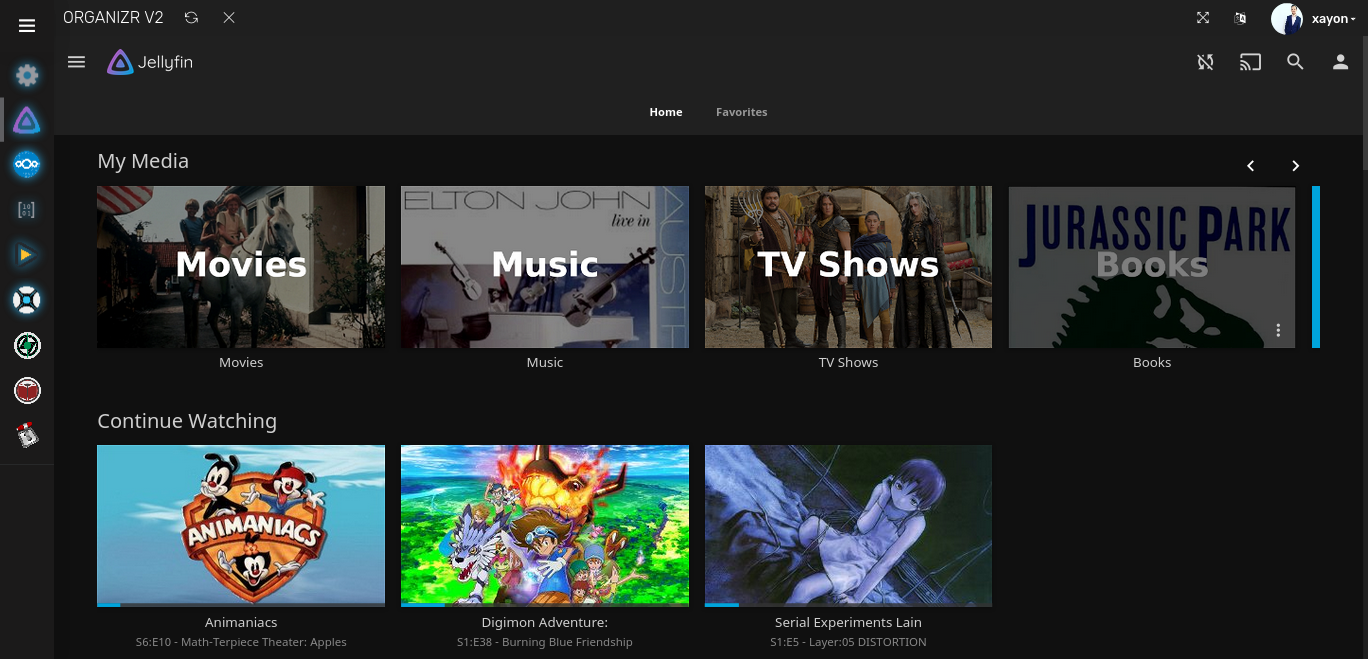 ORGANIZR V2
xayon
Jellyfin
Home
Favorites
My Media
Movies
ELTON JOHN
live in
AUST
Music
TV Shows
JURASSIC PARK
Books
Movies
Music
TV Shows
Books
Continue Watching
ANIMANIACS
Animaniacs
S6:E10 - Math-Terpiece Theater: Apples
Digimon Adventure:
S1:E38 - Burning Blue Friendship
Serial Experiments Lain
S1:E5 - Layer:05 DISTORTION